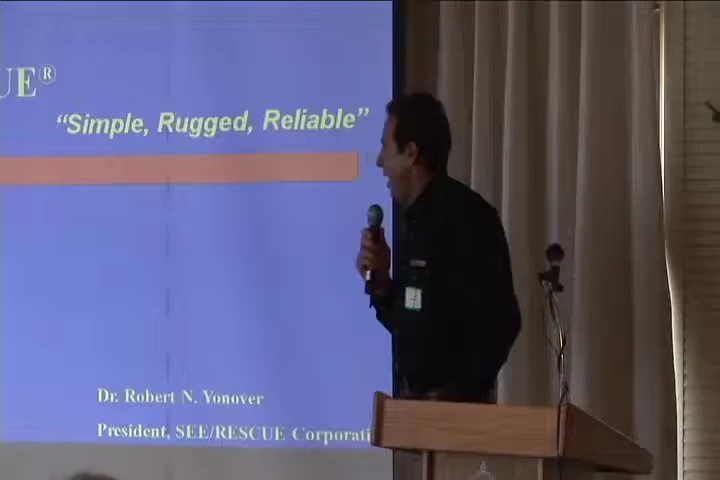 UE®
“Simple, Rugged, Reliable”
Dr. Robert N. Yonover
President, SEE/RESCUE Corporati